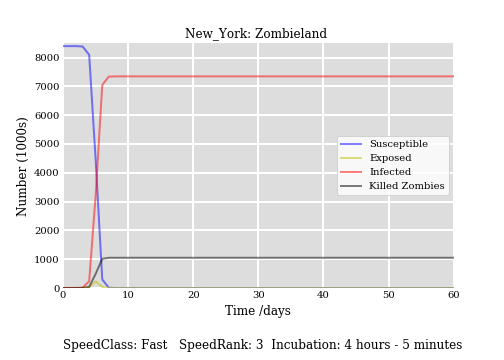 New_York: Zombieland
Number (1000s)
8000
7000
6000
5000
4000
3000
2000
1000
0
Susceptible
Exposed
Infected
Killed Zombies
0 10 20 30 40 50 60
Time /days
SpeedClass: Fast SpeedRank: 3 Incubation: 4 hours - 5 minutes